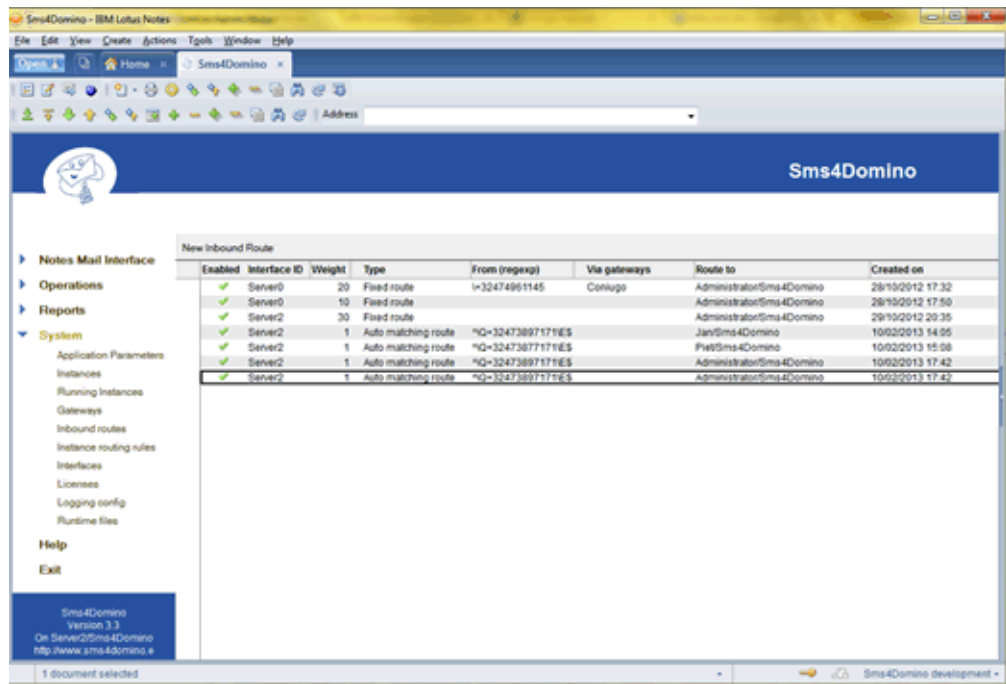 Sms4Domino - IBM Lotus Notes
File Edit View Create Actions Tools Window Help
Open Home × Sms4Domino ×
Address
Sms4Domino
New Inbound Route
Notes Mail Interface
Operations
Reports
System
Application Parameters
Instances
Running Instances
Gateways
Inbound routes
Instance routing rules
Interfaces
Licenses
Logging config
Runtime files
Help
Exit
Enabled Interface ID Weight Type From (regexp) Via gateways Route to Created on
Server0 20 Fixed route \+32474961145 Coniugo Administrator/Sms4Domino 28/10/2012 17:32
Server0 10 Fixed route Administrator/Sms4Domino 28/10/2012 17:50
Server2 30 Fixed route Administrator/Sms4Domino 29/10/2012 20:35
Server2 1 Auto matching route ^\Q+32473897171\E$ Jan/Sms4Domino 10/02/2013 14:05
Server2 1 Auto matching route ^\Q+32473877171\E$ Piet/Sms4Domino 10/02/2013 15:08
Server2 1 Auto matching route ^\Q+32473897171\E$ Administrator/Sms4Domino 10/02/2013 17:42
Server2 1 Auto matching route ^\Q+32473897171\E$ Administrator/Sms4Domino 10/02/2013 17:42
Sms4Domino
Version 3.3
On Server2/Sms4Domino
http://www.sms4domino.e
1 document selected
Sms4Domino development